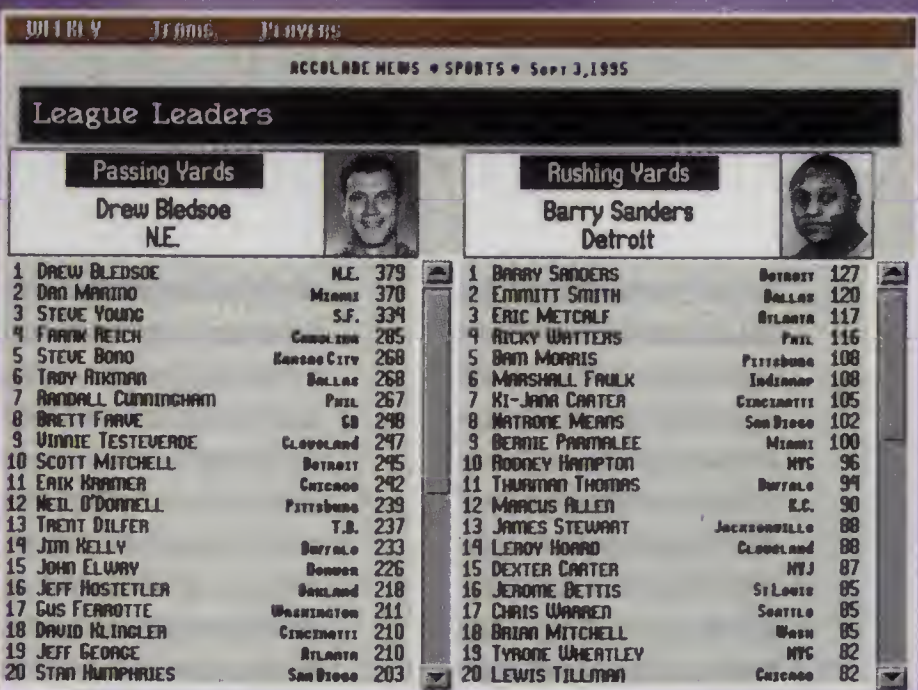 WEEKLY TEAMS PLAYERS
ACCOLADE NEWS • SPORTS • SEPT 3, 1995
League Leaders
Passing Yards
Drew Bledsoe
N.E.
1 DREW BLEDSOE N.E. 379
2 DAN MARINO MIAMI 370
3 STEVE YOUNG S.F. 334
4 FRANK REICH CAROLINA 285
5 STEVE BONO KANSAS CITY 268
6 TROY AIKMAN DALLAS 268
7 RANDALL CUNNINGHAM PHIL 267
8 BRETT FARVE GB 248
9 VINNIE TESTEVERDE CLEVELAND 247
10 SCOTT MITCHELL DETROIT 245
11 ERIK KRAMER CHICAGO 242
12 NEIL O'DONNELL PITTSBURG 239
13 TRENT DILFER T.B. 237
14 JIM KELLY BUFFALO 233
15 JOHN ELWAY DENVER 226
16 JEFF HOSTETLER OAKLAND 218
17 GUS FERROTTE WASHINGTON 211
18 DAVID KLINGLER CINCINATTI 210
19 JEFF GEORGE ATLANTA 210
20 STAN HUMPHRIES SAN DIEGO 203
Rushing Yards
Barry Sanders
Detroit
1 BARRY SANDERS DETROIT 127
2 EMMITT SMITH DALLAS 120
3 ERIC METCALF ATLANTA 117
4 RICKY WATTERS PHIL 116
5 BAM MORRIS PITTSBURG 108
6 MARSHALL FAULK INDIANAP 108
7 KI-JANA CARTER CINCINATTI 105
8 NATRONE MEANS SAN DIEGO 102
9 BERNIE PARMALEE MIAMI 100
10 RODNEY HAMPTON NYG 96
11 THURMAN THOMAS BUFFALO 94
12 MARCUS ALLEN K.C. 90
13 JAMES STEWART JACKSONVILLE 88
14 LEROY HOARD CLEVELAND 88
15 DEXTER CARTER NYJ 87
16 JEROME BETTIS ST LOUIS 85
17 CHRIS WARREN SEATTLE 85
18 BRIAN MITCHELL WASH 85
19 TYRONE WHEATLEY NYG 82
20 LEWIS TILLMAN CHICAGO 82